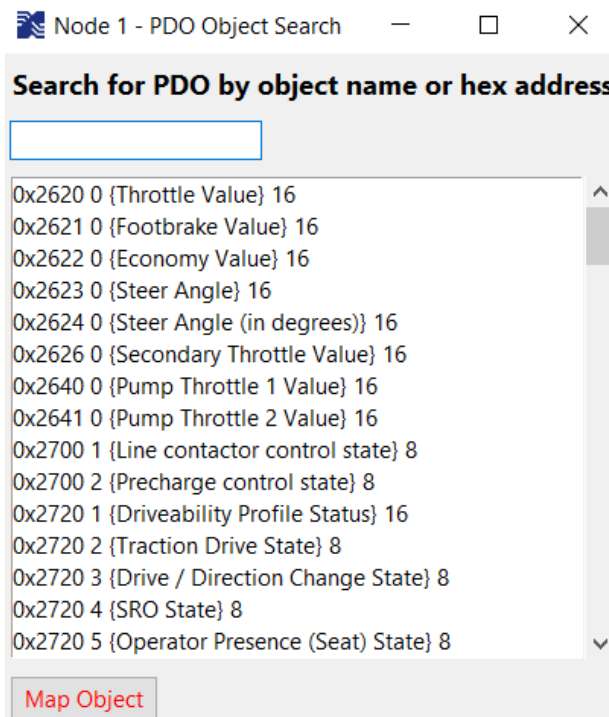 Node 1 - PDO Object Search
Search for PDO by object name or hex address
0x2620 0 {Throttle Value} 16
0x2621 0 {Footbrake Value} 16
0x2622 0 {Economy Value} 16
0x2623 0 {Steer Angle} 16
0x2624 0 {Steer Angle (in degrees)} 16
0x2626 0 {Secondary Throttle Value} 16
0x2640 0 {Pump Throttle 1 Value} 16
0x2641 0 {Pump Throttle 2 Value} 16
0x2700 1 {Line contactor control state} 8
0x2700 2 {Precharge control state} 8
0x2720 1 {Driveability Profile Status} 16
0x2720 2 {Traction Drive State} 8
0x2720 3 {Drive / Direction Change State} 8
0x2720 4 {SRO State} 8
0x2720 5 {Operator Presence (Seat) State} 8
Map Object